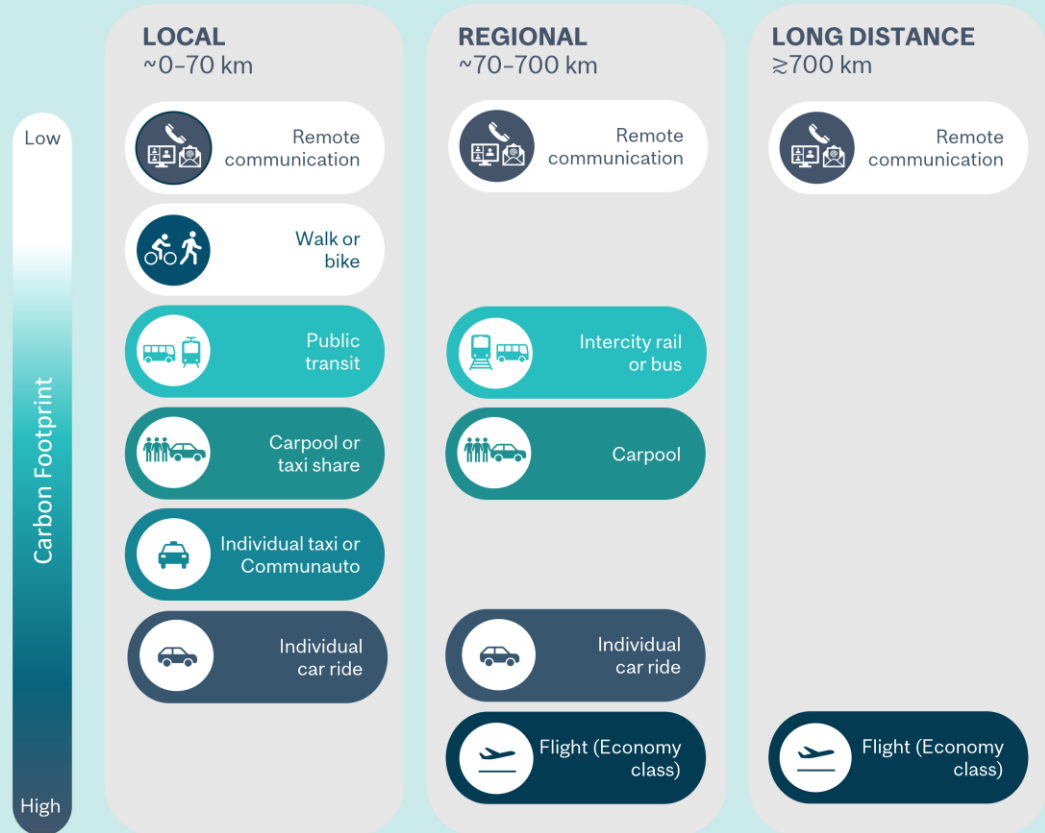 LOCAL
~0–70 km
REGIONAL
~70–700 km
LONG DISTANCE
≳700 km
Low
Carbon Footprint
High
Remote
communication
Walk or
bike
Public
transit
Carpool or
taxi share
Individual taxi or
Communauto
Individual
car ride
Remote
communication
Intercity rail
or bus
Carpool
Individual
car ride
Flight (Economy
class)
Remote
communication
Flight (Economy
class)